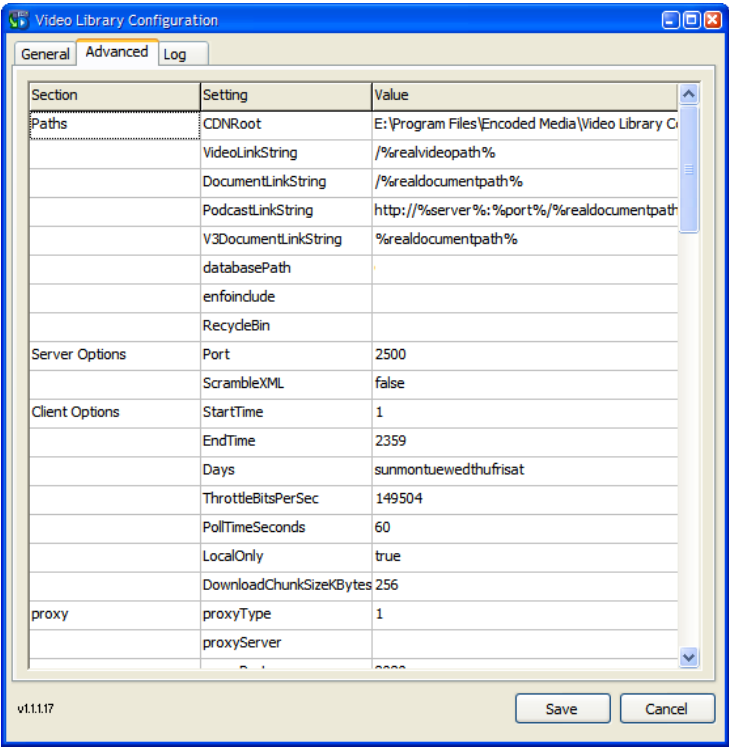 Video Library Configuration
General Advanced Log
Section Setting Value
Paths CDNRoot E:\Program Files\Encoded Media\Video Library Co
VideoLinkString /%realvideopath%
DocumentLinkString /%realdocumentpath%
PodcastLinkString http://%server%:%port%/%realdocumentpath
V3DocumentLinkString %realdocumentpath%
databasePath
enfoinclude
RecycleBin
Server Options Port 2500
ScrambleXML false
Client Options StartTime 1
EndTime 2359
Days sunmontuewedthufrisat
ThrottleBitsPerSec 149504
PollTimeSeconds 60
LocalOnly true
DownloadChunkSizeKBytes 256
proxy proxyType 1
proxyServer
v1.1.1.17 Save Cancel